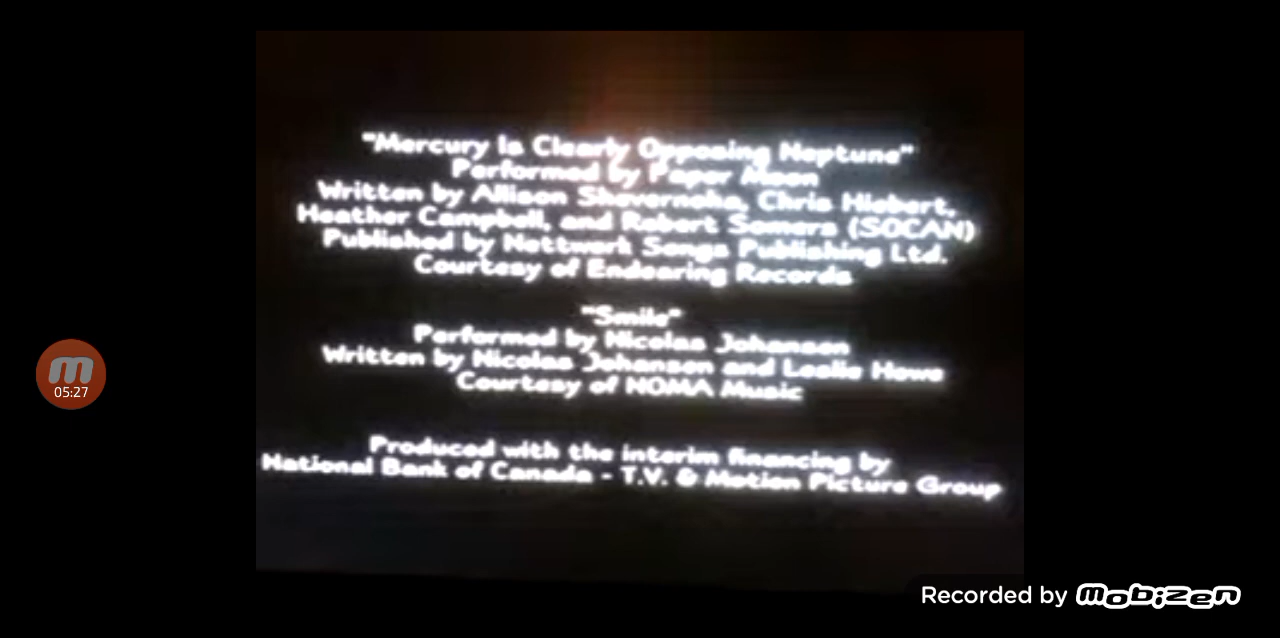 "Mercury Is Clearly Opposing Neptune"
Performed by Paper Moon
Written by Allison Shevernoha, Chris Hiebert,
Heather Campbell, and Robert Somers (SOCAN)
Published by Nettwerk Songs Publishing Ltd.
Courtesy of Endearing Records
"Smile"
Performed by Nicolas Johansen
Written by Nicolas Johansen and Leslie Howe
Courtesy of NOMA Music
Produced with the interim financing by
National Bank of Canada - T.V. & Motion Picture Group
m
05:27
Recorded by mobizen